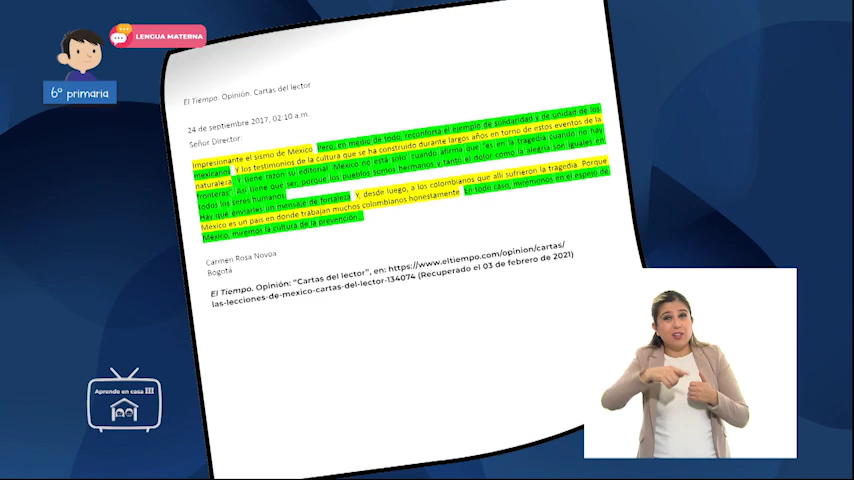 LENGUA MATERNA
6° primaria
El Tiempo. Opinión. Cartas del lector
24 de septiembre 2017, 02:10 a.m.
Señor Director:
Impresionante el sismo de México. Pero, en medio de todo, reconforta el ejemplo de solidaridad y de unidad de los
mexicanos. Y los testimonios de la cultura que se ha construido durante largos años en torno de estos eventos de la
naturaleza. Y tiene razón su editorial 'México no está solo' cuando afirma que "es en la tragedia cuando no hay
fronteras". Así tiene que ser, porque los pueblos somos hermanos y tanto el dolor como la alegría son iguales en
todos los seres humanos.
Hay que enviarles un mensaje de fortaleza. Y, desde luego, a los colombianos que allí sufrieron la tragedia. Porque
México es un país en donde trabajan muchos colombianos honestamente. En todo caso, mirémonos en el espejo de
México, miremos la cultura de la prevención...
Carmen Rosa Novoa
Bogotá
El Tiempo. Opinión: "Cartas del lector", en: https://www.eltiempo.com/opinion/cartas/
las-lecciones-de-mexico-cartas-del-lector-134074 (Recuperado el 03 de febrero de 2021)
Aprende en casa III